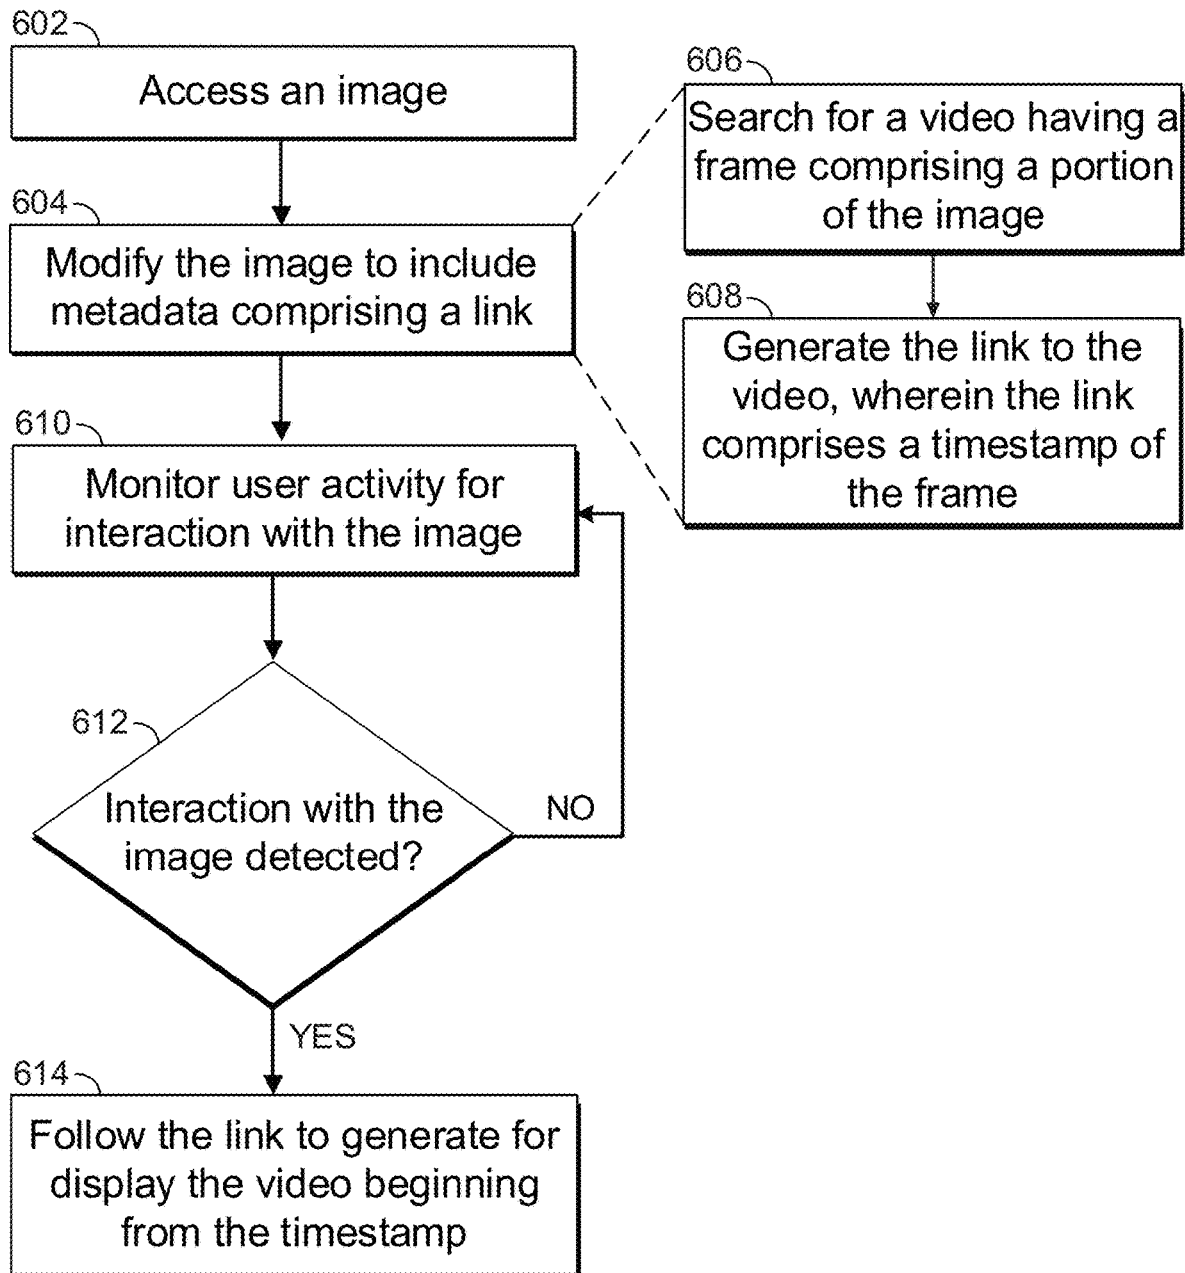 602
Access an image
604
Modify the image to include
metadata comprising a link
606
Search for a video having a
frame comprising a portion
of the image
608
Generate the link to the
video, wherein the link
comprises a timestamp of
the frame
610
Monitor user activity for
interaction with the image
612
Interaction with the
image detected?
NO
YES
614
Follow the link to generate for
display the video beginning
from the timestamp